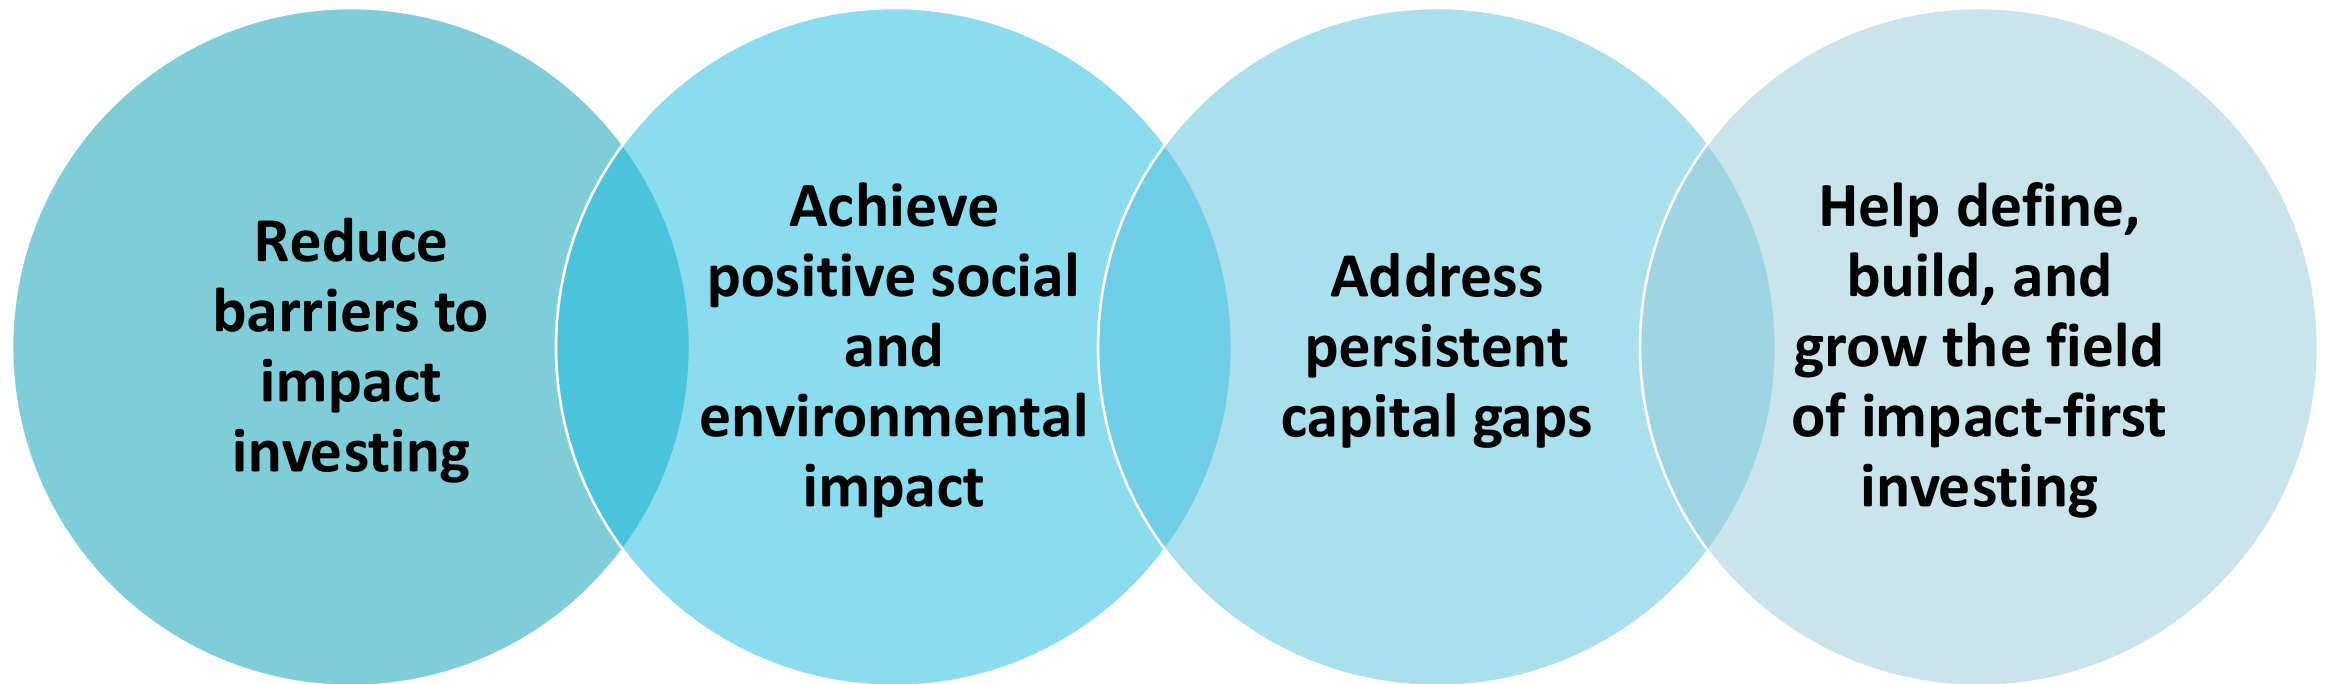 Reduce
barriers to
impact
investing
Achieve
positive social
and
environmental
impact
Address
persistent
capital gaps
Help define,
build, and
grow the field
of impact-first
investing